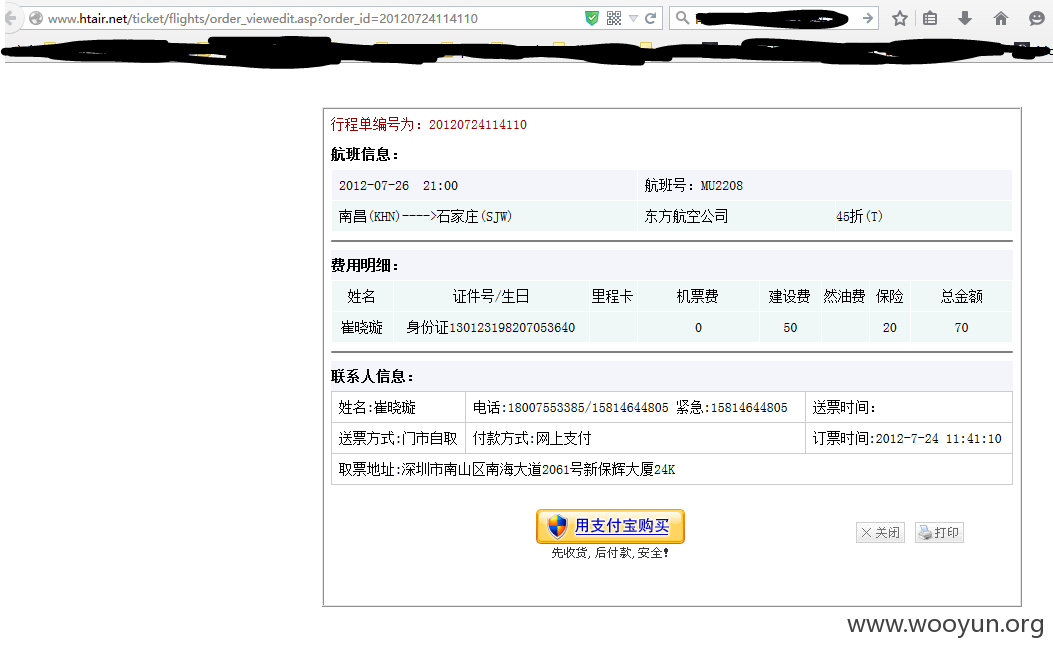 www.htair.net/ticket/flights/order_viewedit.asp?order_id=20120724114110
行程单编号为：20120724114110
航班信息：
2012-07-26 21:00 航班号：MU2208
南昌(KHN)---->石家庄(SJW) 东方航空公司 45折(T)
费用明细：
姓名 证件号/生日 里程卡 机票费 建设费 然油费 保险 总金额
崔晓璇 身份证130123198207053640 0 50 20 70
联系人信息：
姓名:崔晓璇 电话:18007553385/15814644805 紧急:15814644805 送票时间：
送票方式:门市自取 付款方式:网上支付 订票时间:2012-7-24 11:41:10
取票地址:深圳市南山区南海大道2061号新保辉大厦24K
用支付宝购买
先收货,后付款,安全!
关闭 打印
www.wooyun.org